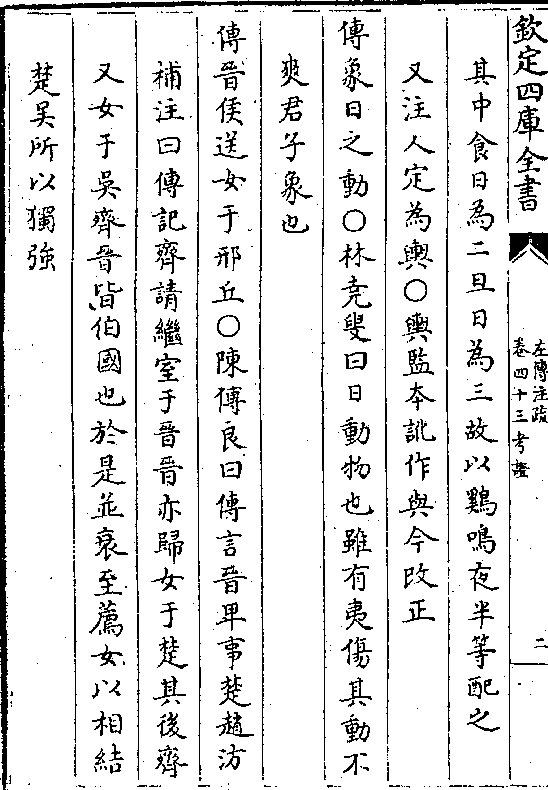 欽定四庫全書
左傳注疏
卷四十三考證
二
其中食日為二旦日為三故以鷄鳴夜半等配之
又注人定為輿〇輿監本訛作與今改正
傳象日之動〇林堯叟曰日動物也雖有夷傷其動不
爽君子象也
傳晉侯送女于邢丘〇陳傅良曰傳言晉卑事楚趙汸
補注曰傳記齊請繼室于晉晉亦歸女于楚其後齊
又女于吳齊晉皆伯國也於是並衰至薦女以相結
楚吳所以獨強